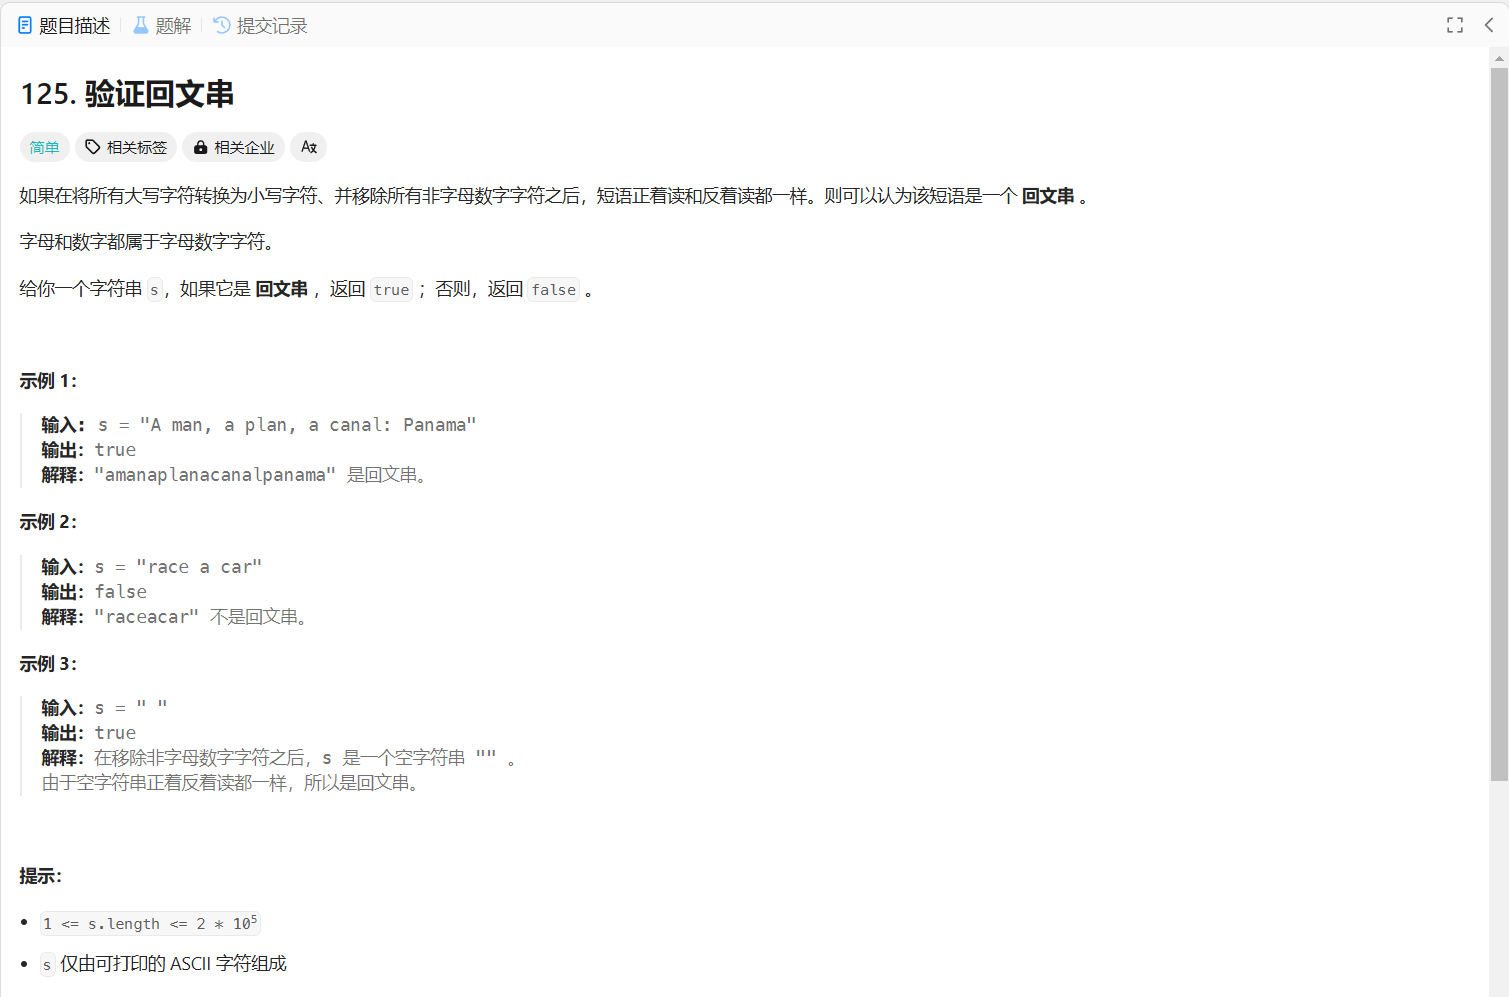 题目描述 题解 提交记录
125. 验证回文串
简单 相关标签 相关企业 A文
如果在将所有大写字符转换为小写字符、并移除所有非字母数字字符之后，短语正着读和反着读都一样。则可以认为该短语是一个 回文串 。
字母和数字都属于字母数字字符。
给你一个字符串 s，如果它是 回文串 ，返回 true ；否则，返回 false 。
示例 1：
输入: s = "A man, a plan, a canal: Panama"
输出：true
解释："amanaplanacanalpanama" 是回文串。
示例 2：
输入：s = "race a car"
输出：false
解释："raceacar" 不是回文串。
示例 3：
输入：s = " "
输出：true
解释：在移除非字母数字字符之后，s 是一个空字符串 "" 。
由于空字符串正着反着读都一样，所以是回文串。
提示：
• 1 <= s.length <= 2 * 10⁵
• s 仅由可打印的 ASCII 字符组成